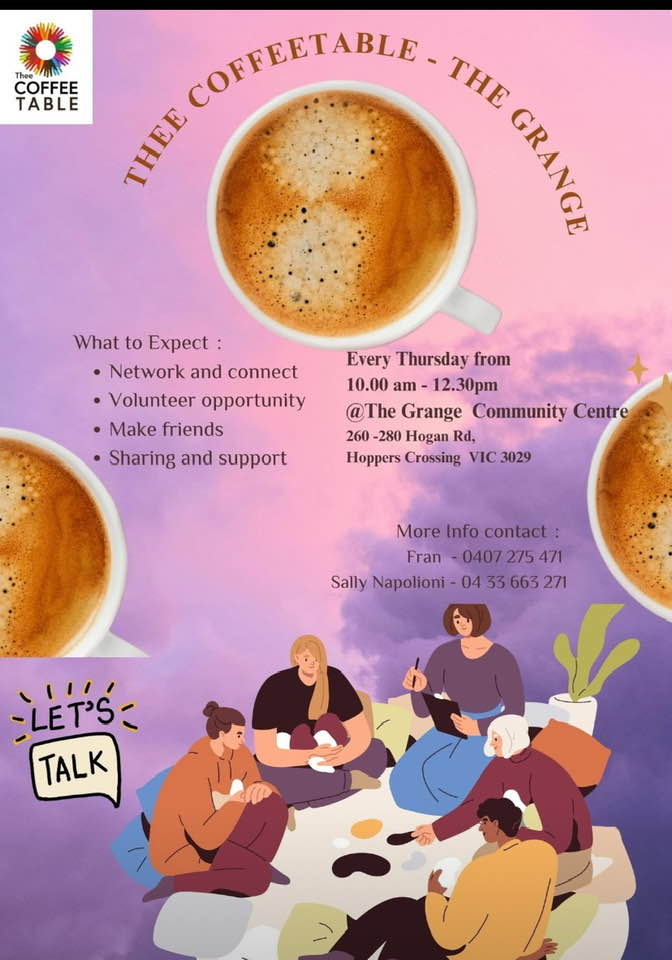 Thee
COFFEE
TABLE
THEE COFFEETABLE - THE GRANGE
What to Expect :
• Network and connect
• Volunteer opportunity
• Make friends
• Sharing and support
Every Thursday from
10.00 am - 12.30pm
@The Grange Community Centre
260 -280 Hogan Rd,
Hoppers Crossing VIC 3029
More Info contact :
Fran - 0407 275 471
Sally Napolioni - 04 33 663 271
LET'S
TALK